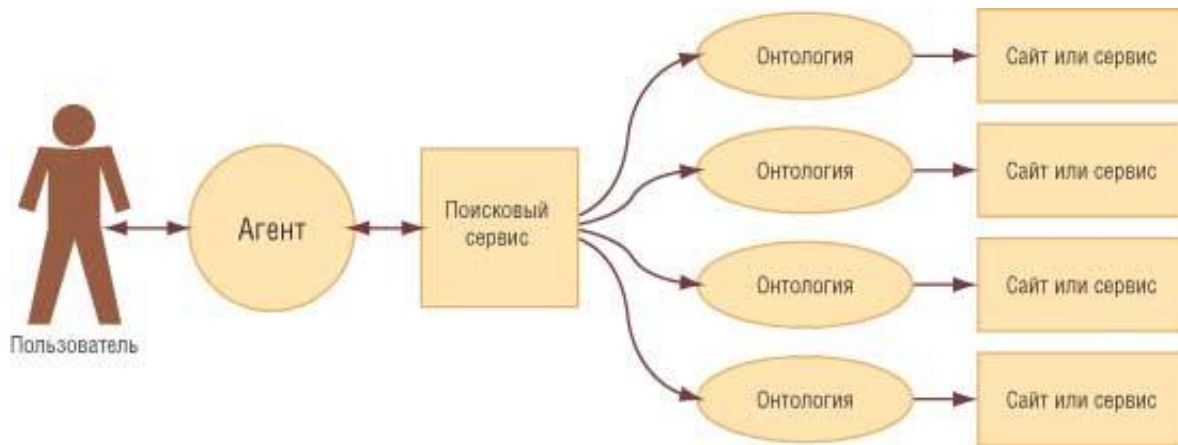 Пользователь
Агент
Поисковый
сервис
Онтология
Сайт или сервис
Онтология
Сайт или сервис
Онтология
Сайт или сервис
Онтология
Сайт или сервис